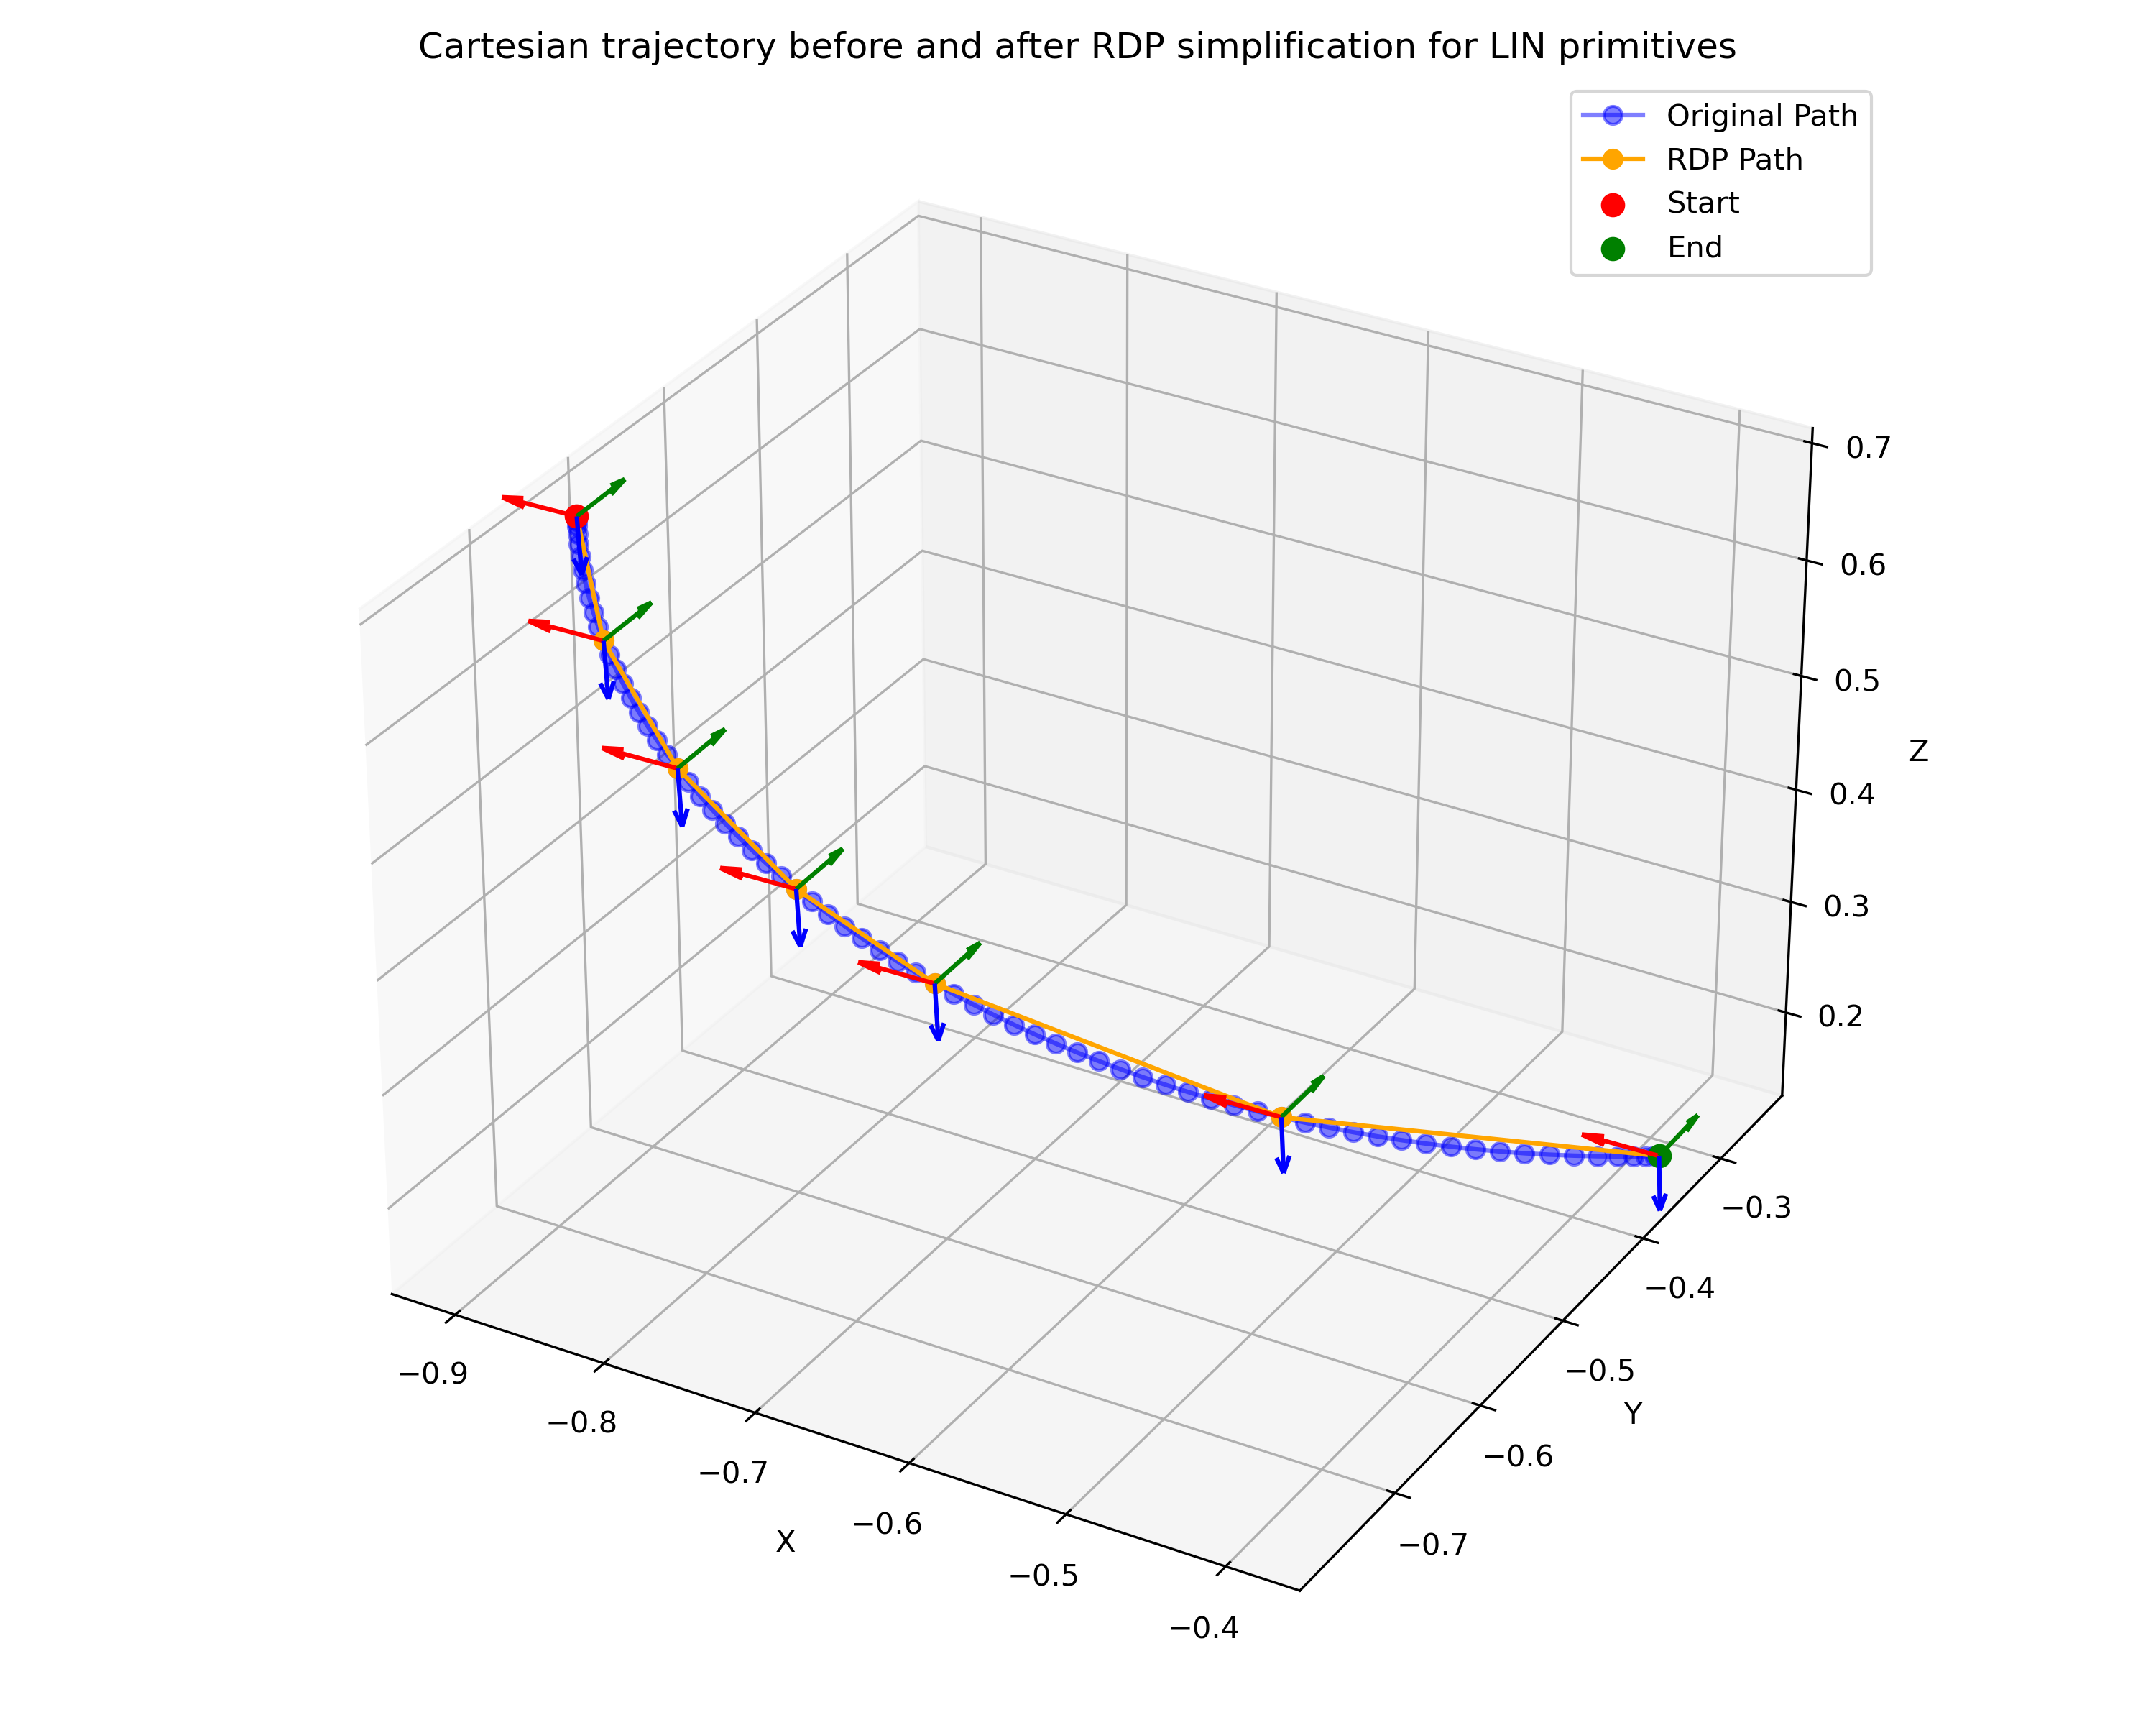 Cartesian trajectory before and after RDP simplification for LIN primitives
Original Path
RDP Path
Start
End
0.7
0.6
0.5
0.4
0.3
0.2
Z
−0.3
−0.4
−0.5
−0.6
−0.7
Y
−0.9
−0.8
−0.7
−0.6
−0.5
−0.4
X